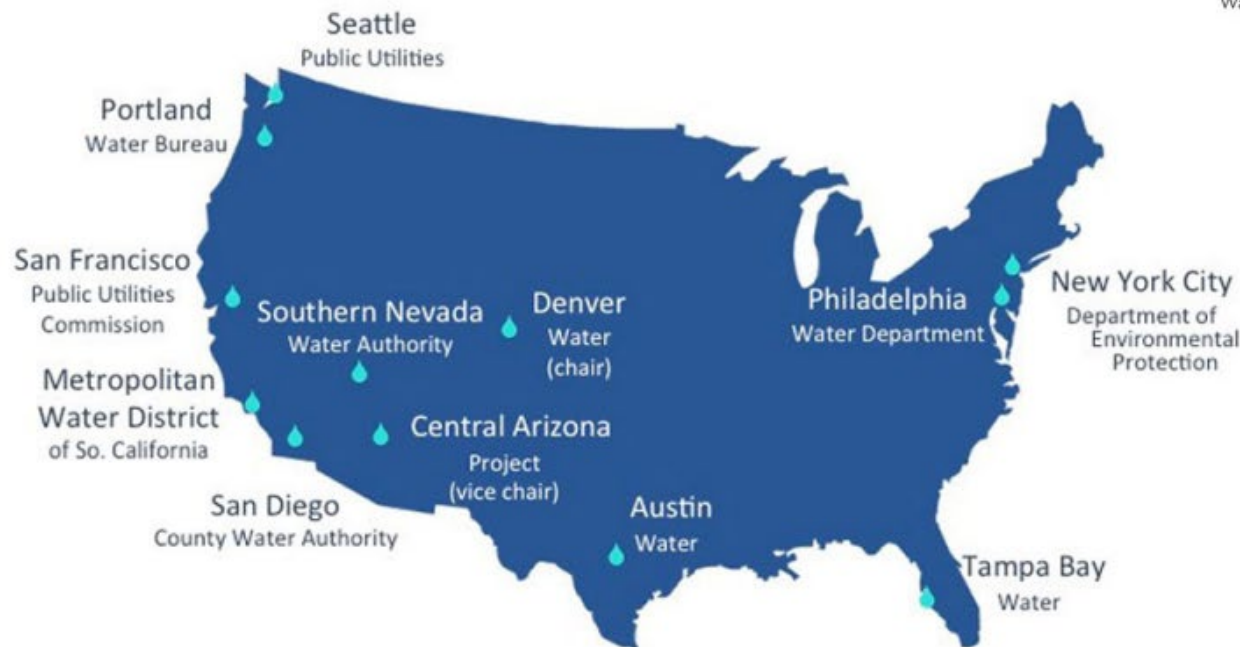 Seattle
Public Utilities
Portland
Water Bureau
San Francisco
Public Utilities
Commission
Southern Nevada
Water Authority
Denver
Water
(chair)
Philadelphia
Water Department
New York City
Department of
Environmental
Protection
Metropolitan
Water District
of So. California
Central Arizona
Project
(vice chair)
San Diego
County Water Authority
Austin
Water
Tampa Bay
Water